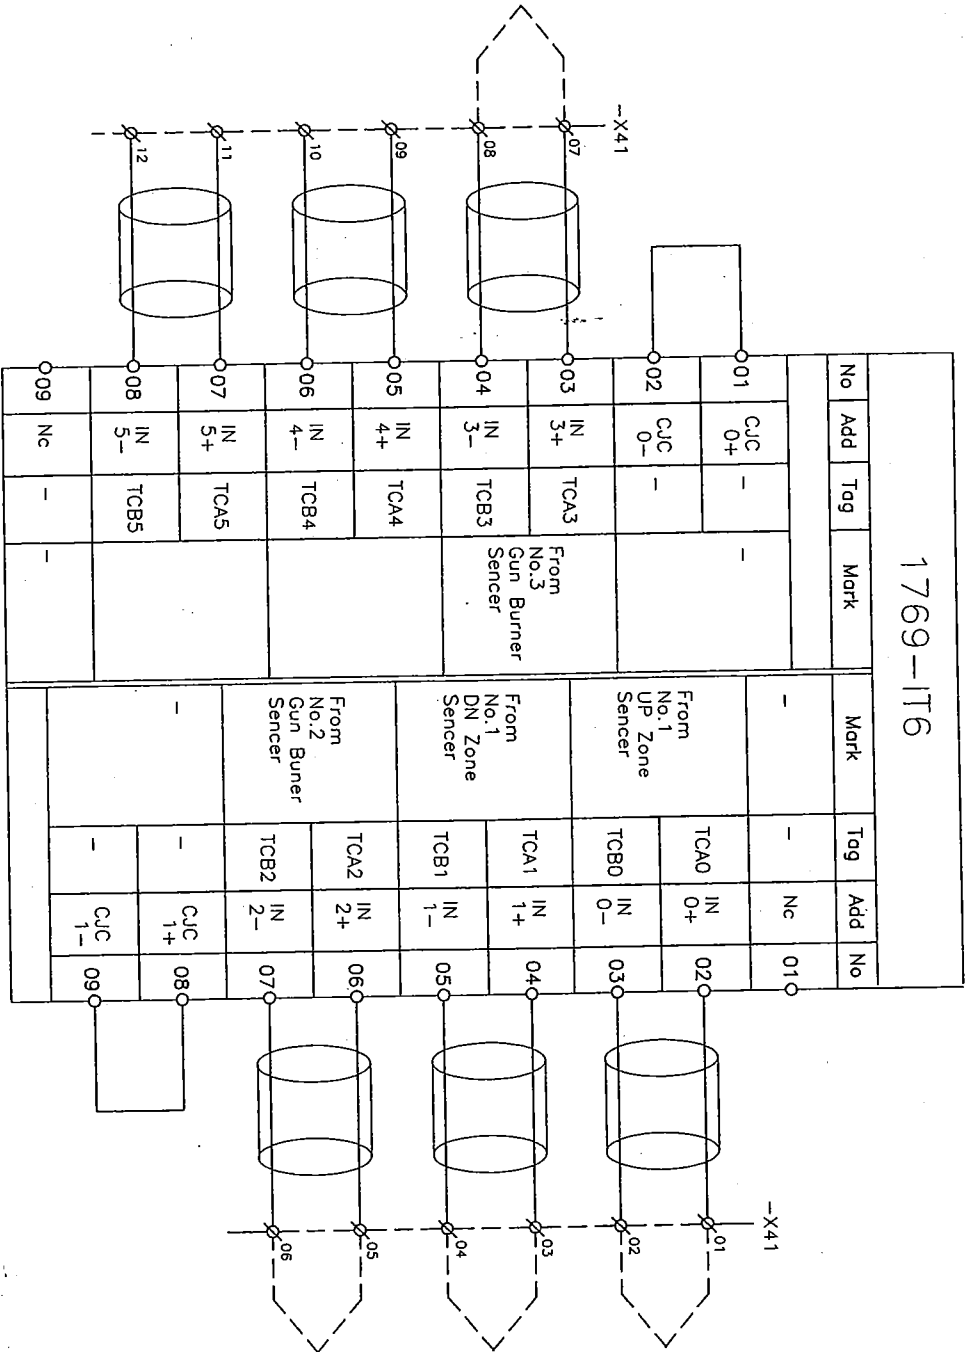 1769-IT6
No Add Tag Mark Mark Tag Add No
01 CJC 0+ - -
02 CJC 0- -
03 IN 3+ TCA3
04 IN 3- TCB3
From
No.3
Gun Burner
Sencer
05 IN 4+ TCA4
06 IN 4- TCB4
07 IN 5+ TCA5
08 IN 5- TCB5
09 Nc - -
-X41
07
08
09
10
11
12
- - Nc 01
From
No.1
UP Zone
Sencer
TCA0 IN 0+ 02
TCB0 IN 0- 03
From
No.1
DN Zone
Sencer
TCA1 IN 1+ 04
TCB1 IN 1- 05
From
No.2
Gun Buner
Sencer
TCA2 IN 2+ 06
TCB2 IN 2- 07
- - CJC 1+ 08
- CJC 1- 09
-X41
01
02
03
04
05
06